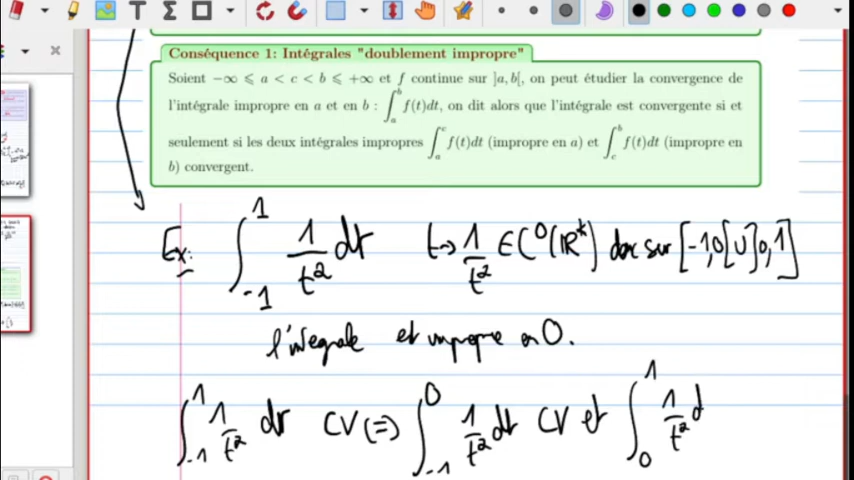 Conséquence 1: Intégrales "doublement impropre"
Soient −∞ ⩽ a < c < b ⩽ +∞ et f continue sur ]a, b[, on peut étudier la convergence de
l'intégrale impropre en a et en b : ∫_a^b f(t)dt, on dit alors que l'intégrale est convergente si et
seulement si les deux intégrales impropres ∫_a^c f(t)dt (impropre en a) et ∫_c^b f(t)dt (impropre en
b) convergent.
Ex: ∫_{-1}^{1} 1/t² dt t→ 1/t² ∈ C⁰(ℝ*) donc sur [-1,0[∪]0,1]
l'intégrale est impropre en 0.
∫_{-1}^{1} 1/t² dt CV (=) ∫_{-1}^{0} 1/t² dt CV et ∫_0^1 1/t² d